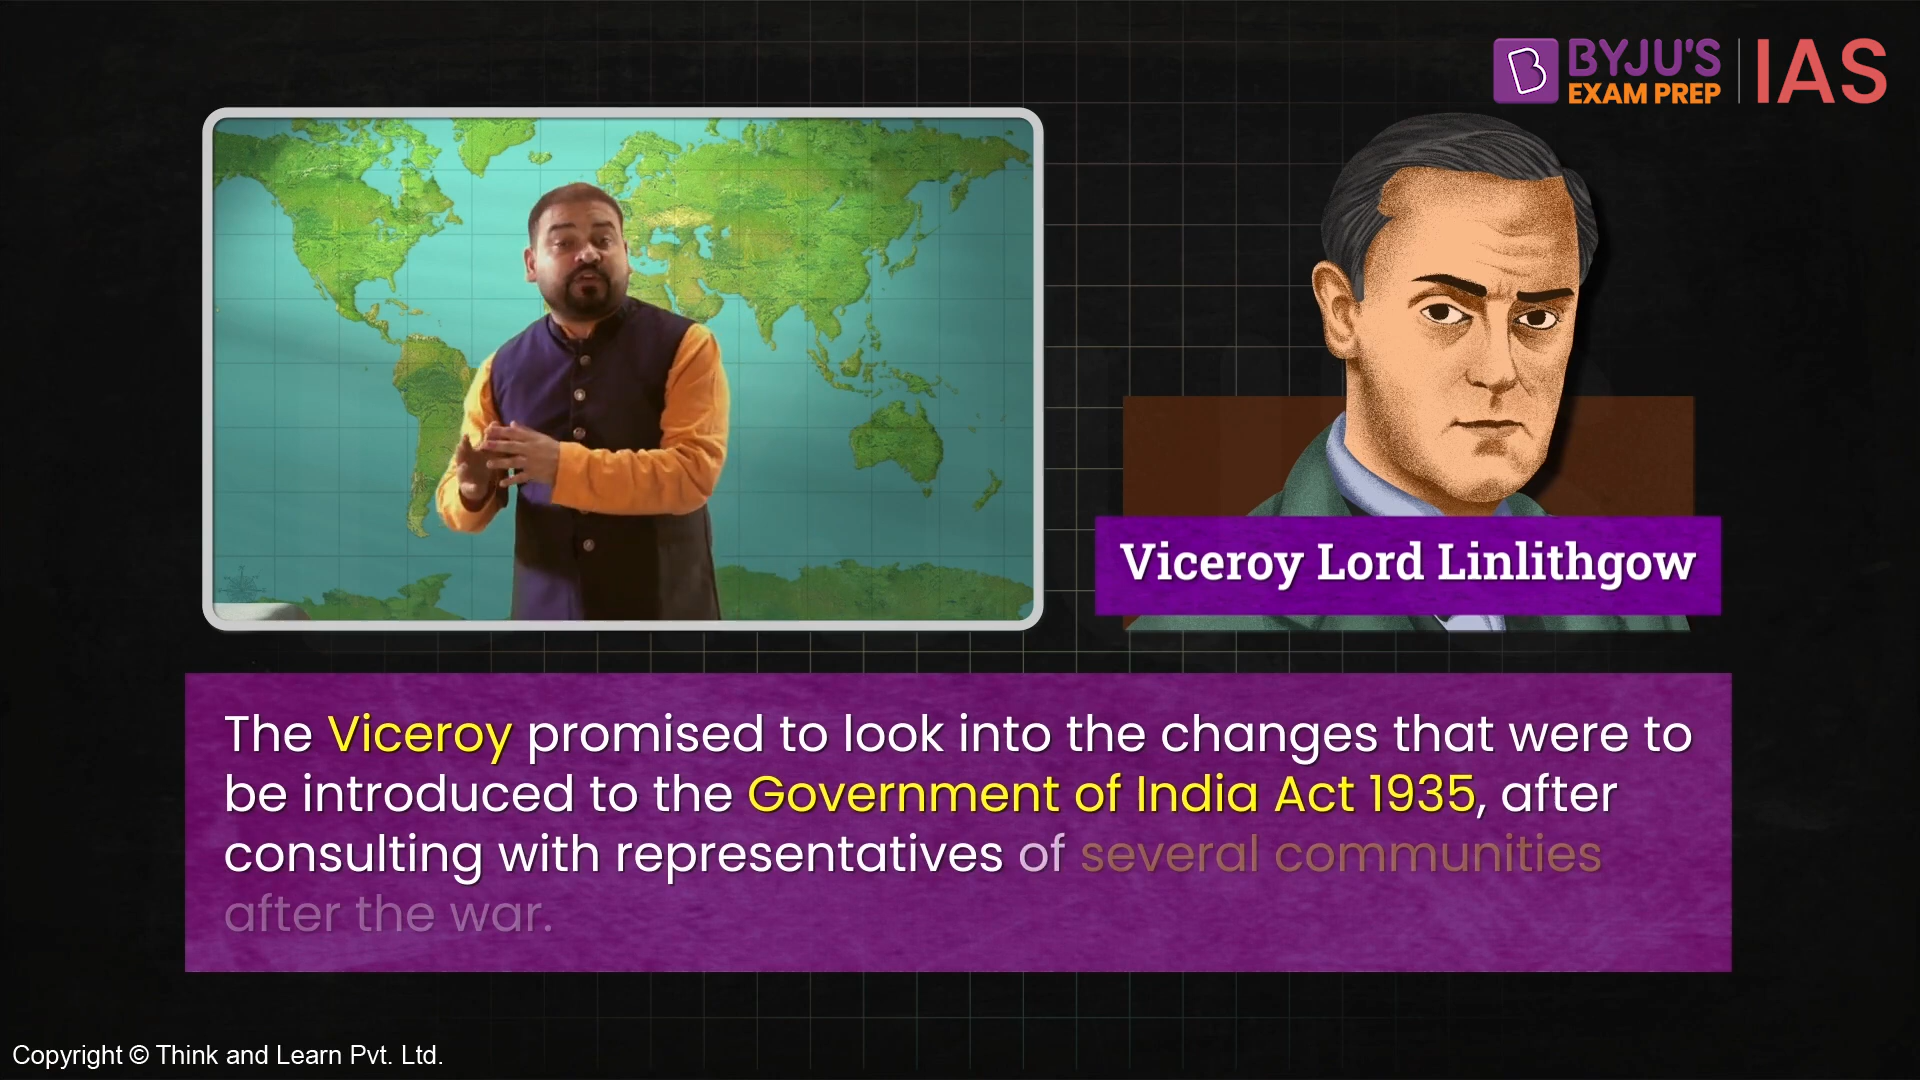 BYJU'S
EXAM PREP
IAS
Viceroy Lord Linlithgow
The Viceroy promised to look into the changes that were to
be introduced to the Government of India Act 1935, after
consulting with representatives of several communities
after the war.
Copyright © Think and Learn Pvt. Ltd.